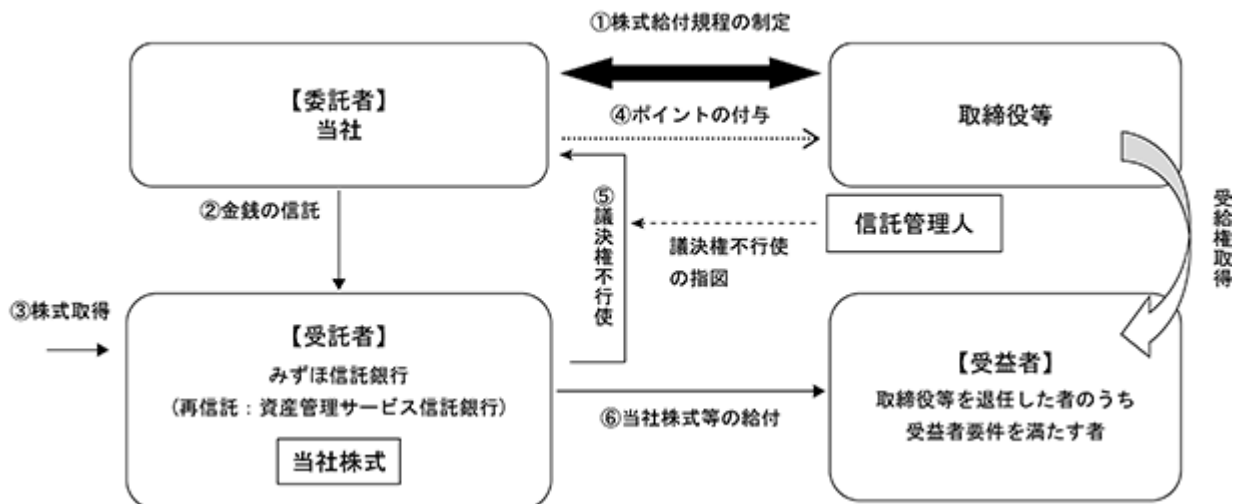 ①株式給付規程の制定
【委託者】
当社
④ポイントの付与
取締役等
②金銭の信託
⑤議決権不行使
議決権不行使
の指図
信託管理人
受給権取得
③株式取得
【受託者】
みずほ信託銀行
(再信託：資産管理サービス信託銀行)
当社株式
⑥当社株式等の給付
【受益者】
取締役等を退任した者のうち
受益者要件を満たす者